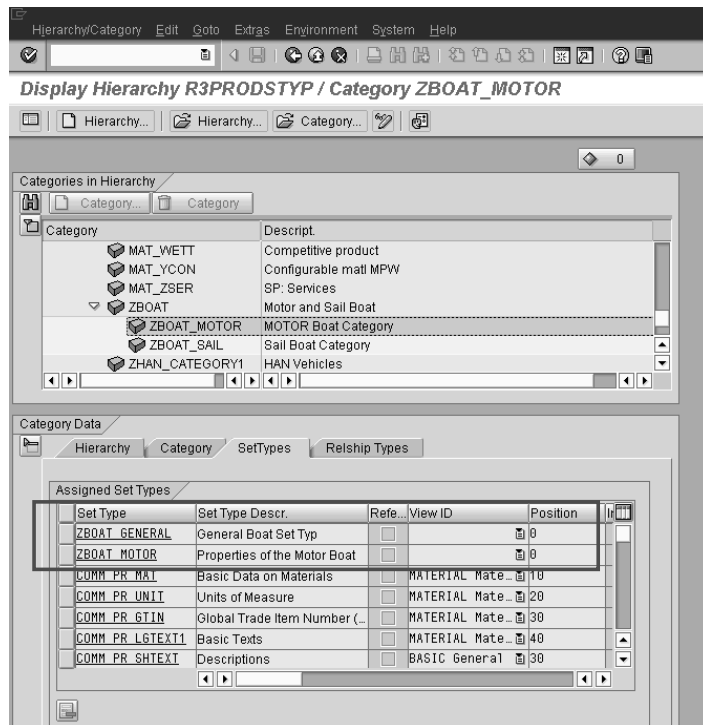 Hierarchy/Category Edit Goto Extras Environment System Help
Display Hierarchy R3PRODSTYP / Category ZBOAT_MOTOR
Hierarchy... Hierarchy... Category...
0
Categories in Hierarchy
Category... Category
Category Descript.
MAT_WETT Competitive product
MAT_YCON Configurable matl MPW
MAT_ZSER SP: Services
ZBOAT Motor and Sail Boat
ZBOAT_MOTOR MOTOR Boat Category
ZBOAT_SAIL Sail Boat Category
ZHAN_CATEGORY1 HAN Vehicles
Category Data
Hierarchy Category SetTypes Relship Types
Assigned Set Types
Set Type Set Type Descr. Refe... View ID Position
ZBOAT_GENERAL General Boat Set Typ 0
ZBOAT_MOTOR Properties of the Motor Boat 0
COMM_PR_MAT Basic Data on Materials MATERIAL Mate… 10
COMM_PR_UNIT Units of Measure MATERIAL Mate… 20
COMM_PR_GTIN Global Trade Item Number (... MATERIAL Mate… 30
COMM_PR_LGTEXT1 Basic Texts MATERIAL Mate… 40
COMM_PR_SHTEXT Descriptions BASIC General 30